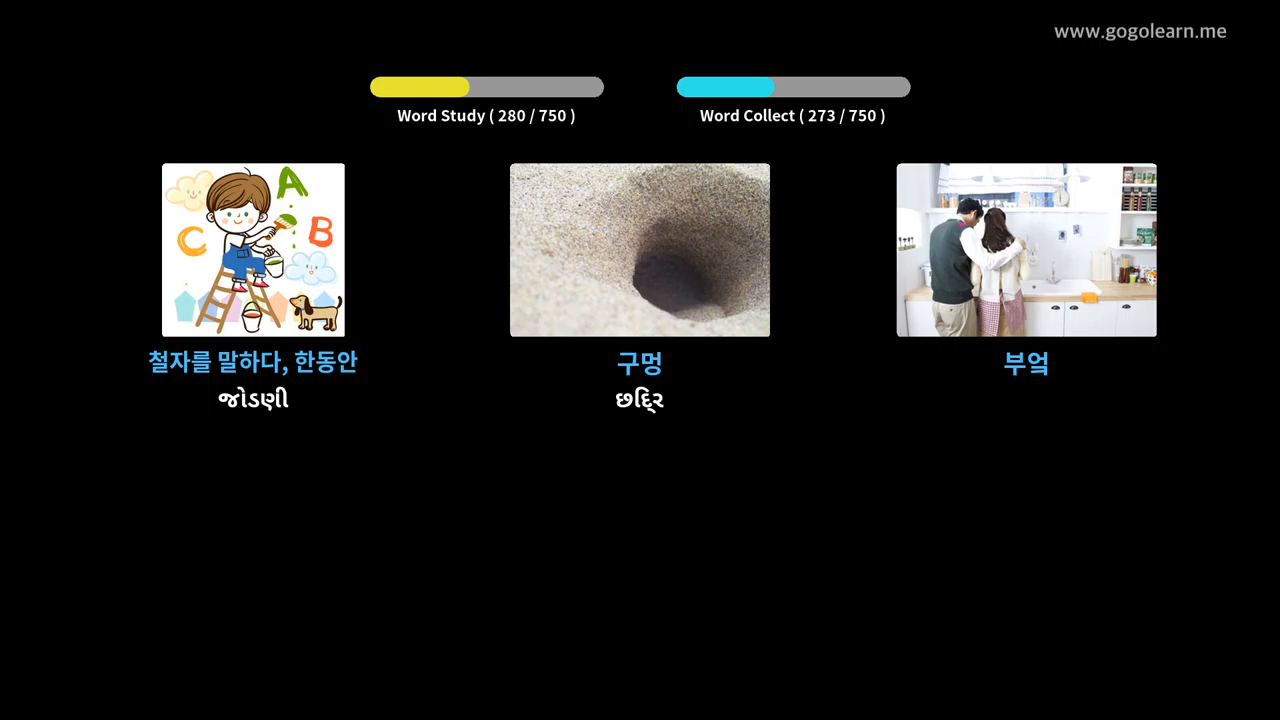 www.gogolearn.me
Word Study ( 280 / 750 )
Word Collect ( 273 / 750 )
A
B
C
철자를 말하다, 한동안
જોડણી
구멍
છિદ્ર
부엌